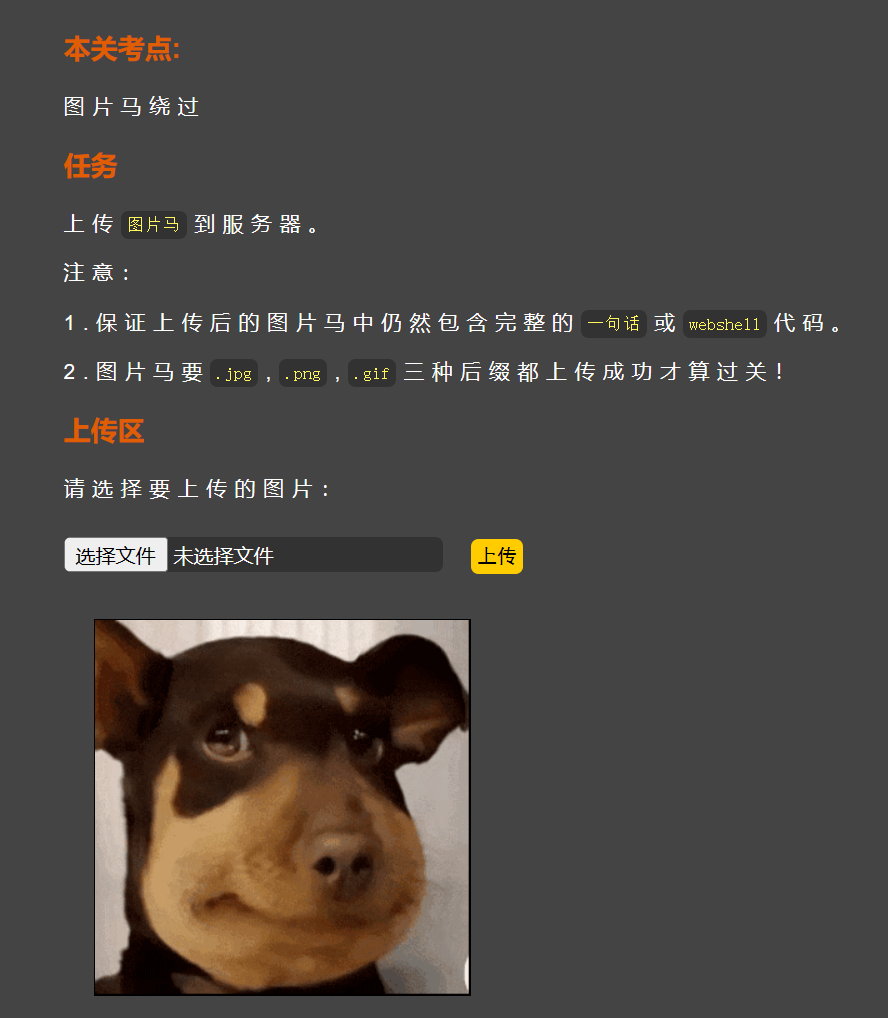 本关考点:
图片马绕过
任务
上传 图片马 到服务器。
注意:
1.保证上传后的图片马中仍然包含完整的 一句话 或 webshell 代码。
2.图片马要 .jpg , .png , .gif 三种后缀都上传成功才算过关!
上传区
请选择要上传的图片:
选择文件 未选择文件 上传